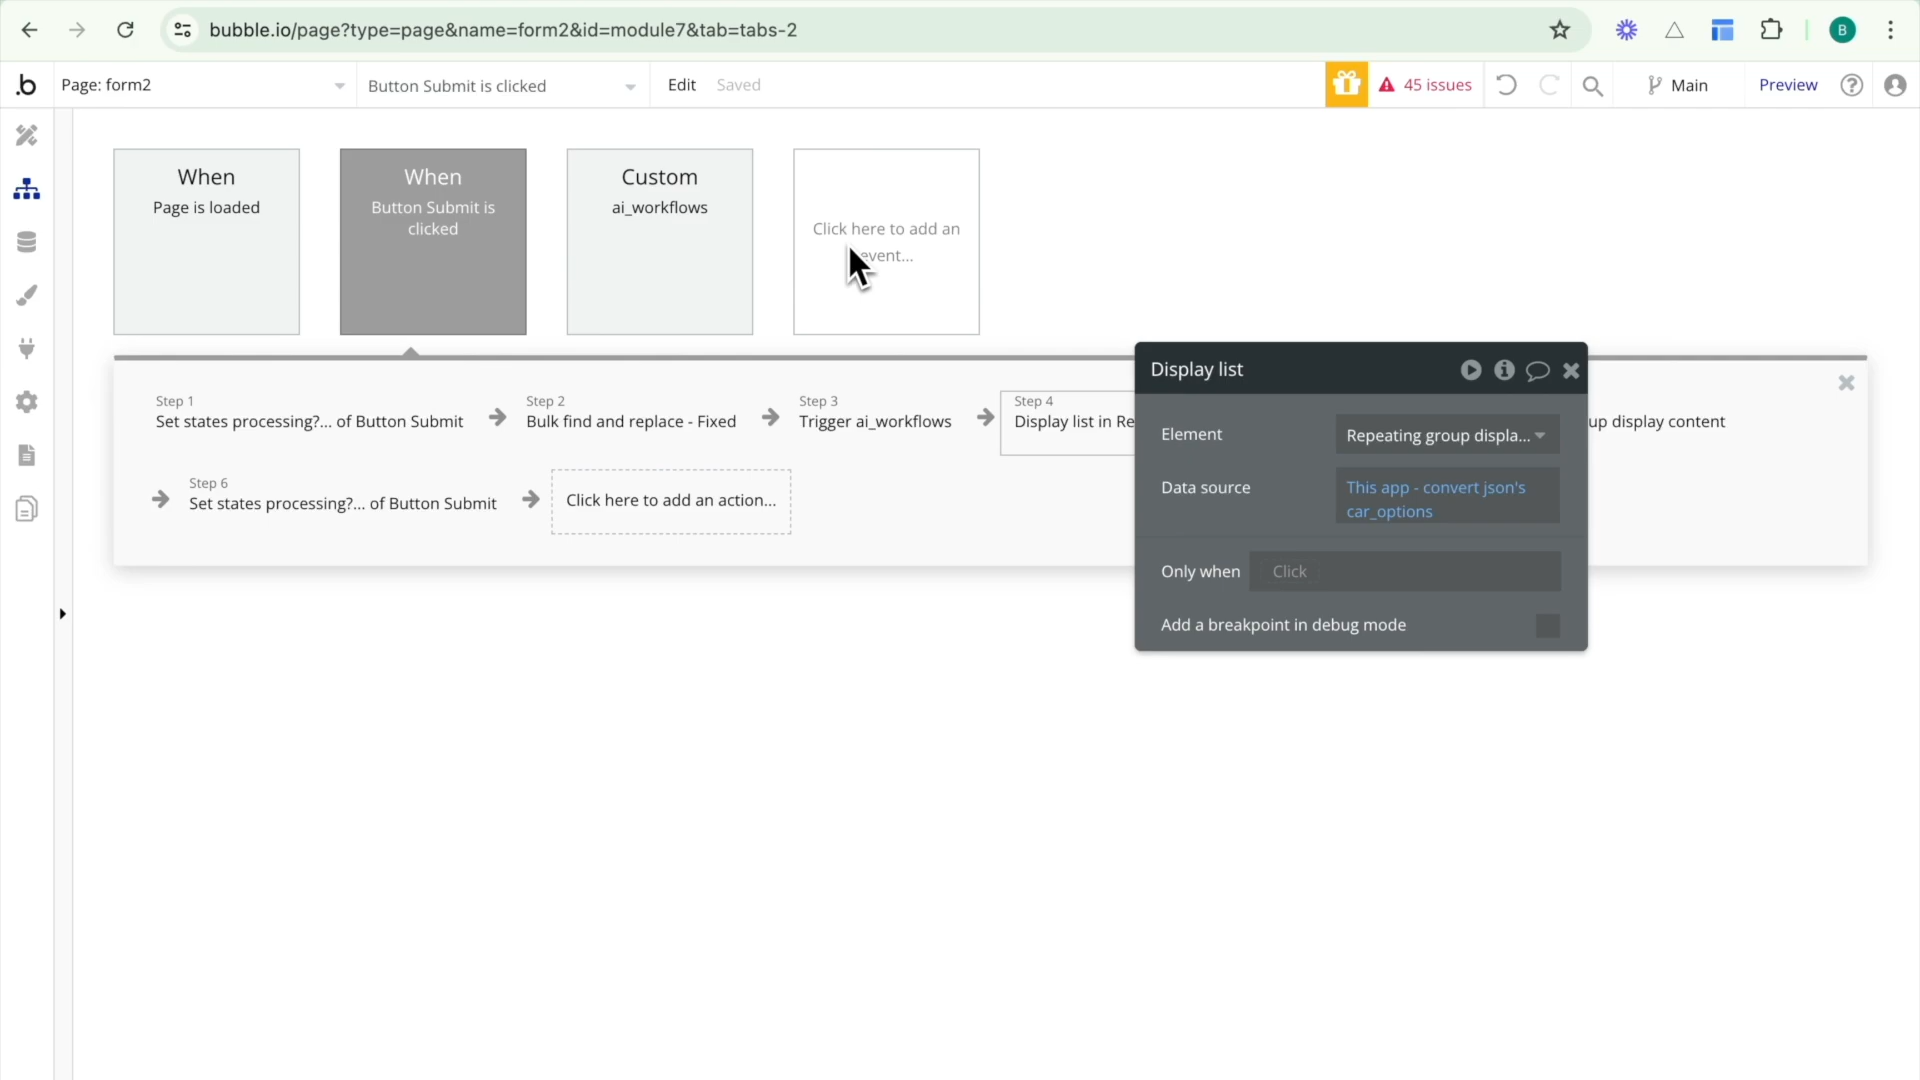 bubble.io/page?type=page&name=form2&id=module7&tab=tabs-2
B
.b
Page: form2
Button Submit is clicked
Edit
Saved
45 issues
Main
Preview
When
Page is loaded
When
Button Submit is
clicked
Custom
ai_workflows
Click here to add an
event...
Step 1
Set states processing?... of Button Submit
Step 2
Bulk find and replace - Fixed
Step 3
Trigger ai_workflows
Step 4
Display list in Re
up display content
Step 6
Set states processing?... of Button Submit
Click here to add an action...
Display list
Element
Repeating group displa...
Data source
This app - convert json's
car_options
Only when
Click
Add a breakpoint in debug mode